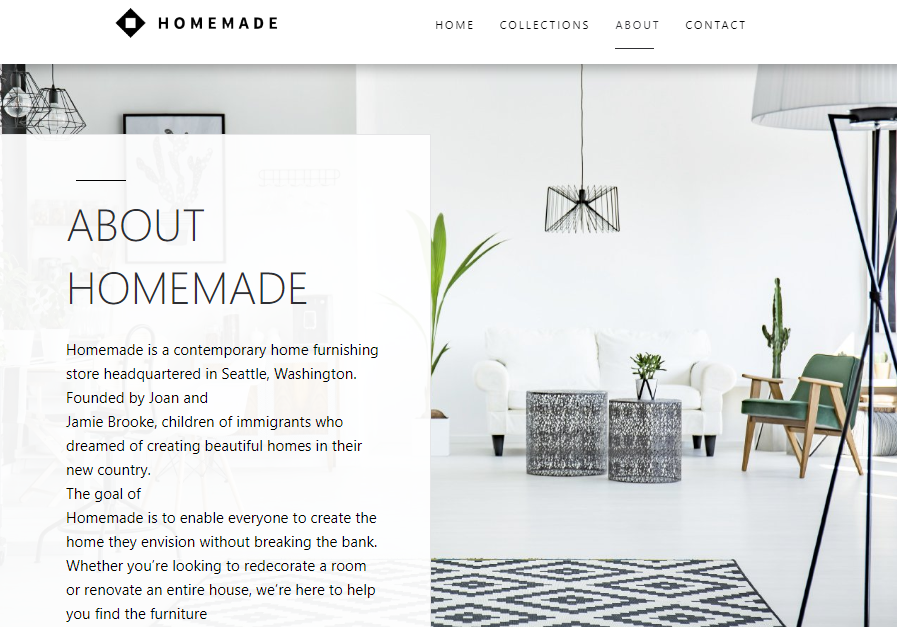 HOMEMADE
HOME COLLECTIONS ABOUT CONTACT
ABOUT
HOMEMADE
Homemade is a contemporary home furnishing
store headquartered in Seattle, Washington.
Founded by Joan and
Jamie Brooke, children of immigrants who
dreamed of creating beautiful homes in their
new country.
The goal of
Homemade is to enable everyone to create the
home they envision without breaking the bank.
Whether you’re looking to redecorate a room
or renovate an entire house, we’re here to help
you find the furniture